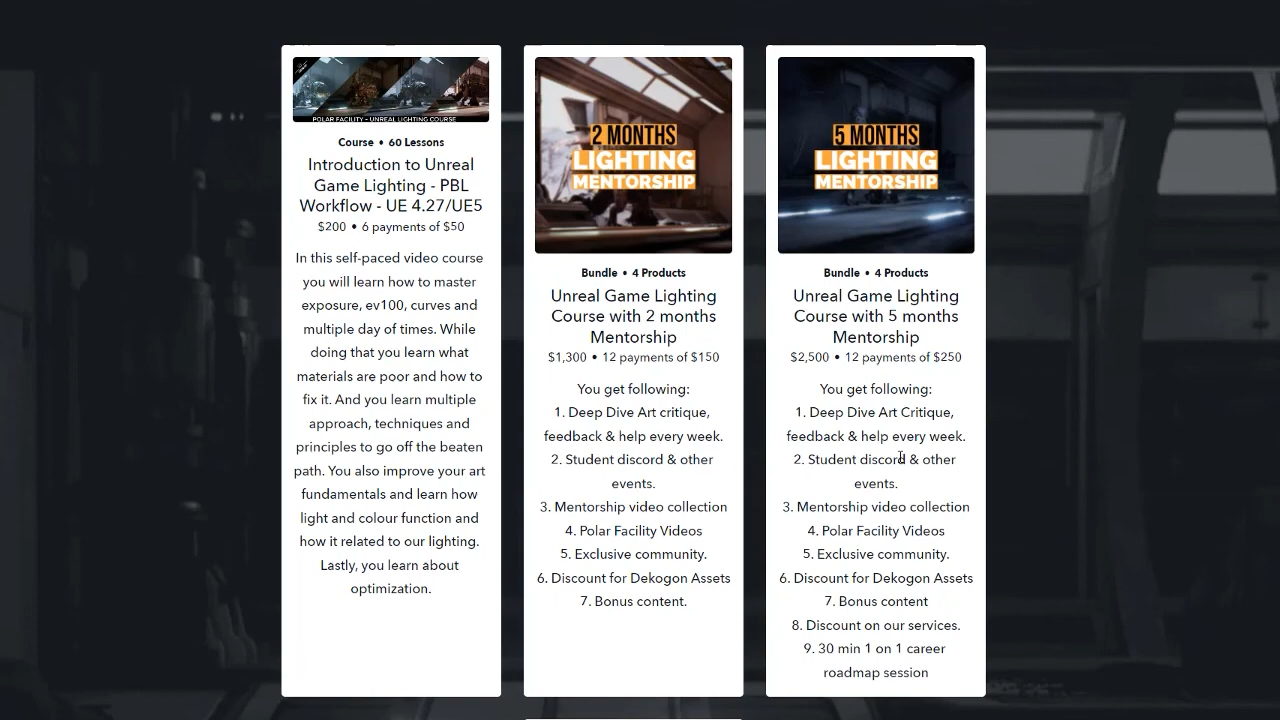 POLAR FACILITY - UNREAL LIGHTING COURSE
Course • 60 Lessons
Introduction to Unreal
Game Lighting - PBL
Workflow - UE 4.27/UE5
$200 • 6 payments of $50
In this self-paced video course
you will learn how to master
exposure, ev100, curves and
multiple day of times. While
doing that you learn what
materials are poor and how to
fix it. And you learn multiple
approach, techniques and
principles to go off the beaten
path. You also improve your art
fundamentals and learn how
light and colour function and
how it related to our lighting.
Lastly, you learn about
optimization.
2 MONTHS
LIGHTING
MENTORSHIP
Bundle • 4 Products
Unreal Game Lighting
Course with 2 months
Mentorship
$1,300 • 12 payments of $150
You get following:
1. Deep Dive Art critique,
feedback & help every week.
2. Student discord & other
events.
3. Mentorship video collection
4. Polar Facility Videos
5. Exclusive community.
6. Discount for Dekogon Assets
7. Bonus content.
5 MONTHS
LIGHTING
MENTORSHIP
Bundle • 4 Products
Unreal Game Lighting
Course with 5 months
Mentorship
$2,500 • 12 payments of $250
You get following:
1. Deep Dive Art Critique,
feedback & help every week.
2. Student discord & other
events.
3. Mentorship video collection
4. Polar Facility Videos
5. Exclusive community.
6. Discount for Dekogon Assets
7. Bonus content
8. Discount on our services.
9. 30 min 1 on 1 career
roadmap session